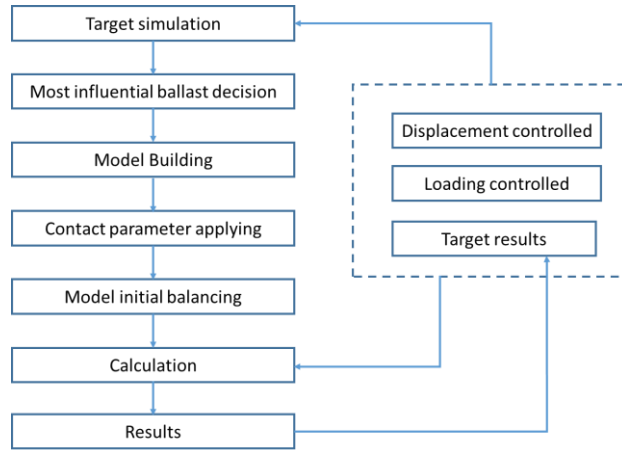 Target simulation
Most influential ballast decision
Model Building
Contact parameter applying
Model initial balancing
Calculation
Results
Displacement controlled
Loading controlled
Target results